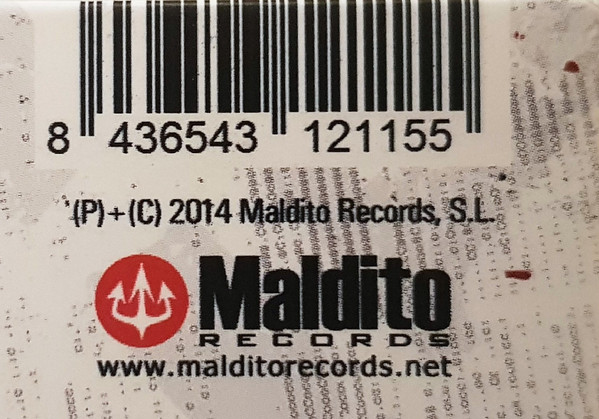 8 436543 121155
(P)+(C) 2014 Maldito Records, S.L.
Maldito
RECORDS
www.malditorecords.net